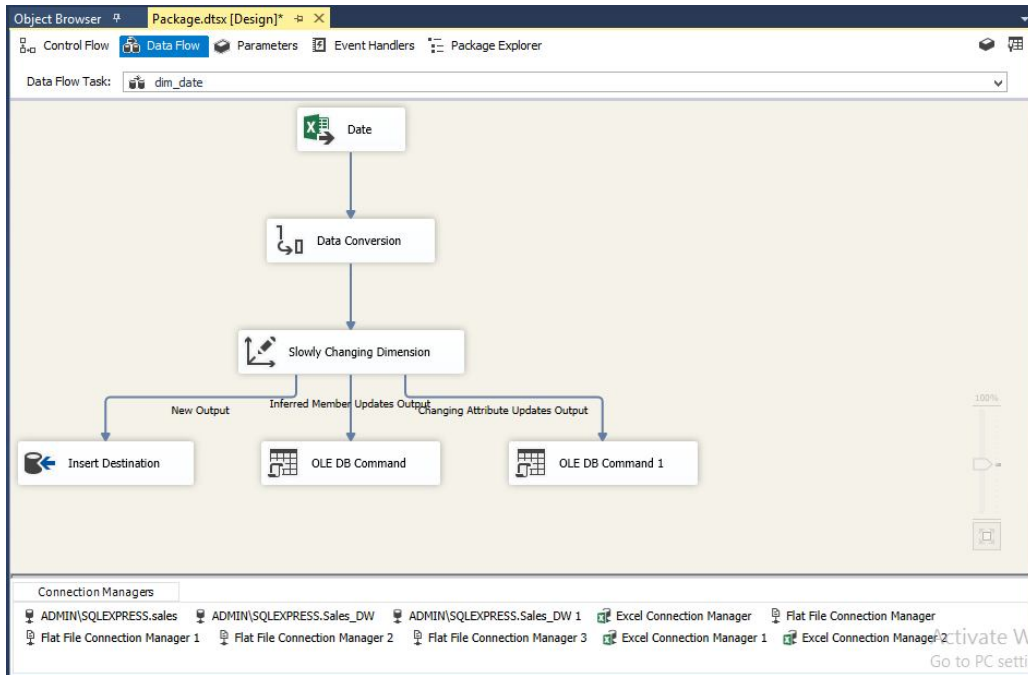 Object Browser
Package.dtsx [Design]*
Control Flow
Data Flow
Parameters
Event Handlers
Package Explorer
Data Flow Task:
dim_date
Date
Data Conversion
Slowly Changing Dimension
New Output
Inferred Member Updates Output
Changing Attribute Updates Output
100%
Insert Destination
OLE DB Command
OLE DB Command 1
Connection Managers
ADMIN\SQLEXPRESS.sales
ADMIN\SQLEXPRESS.Sales_DW
ADMIN\SQLEXPRESS.Sales_DW 1
Excel Connection Manager
Flat File Connection Manager
Flat File Connection Manager 1
Flat File Connection Manager 2
Flat File Connection Manager 3
Excel Connection Manager 1
Excel Connection Manager 2
Activate W
Go to PC setti